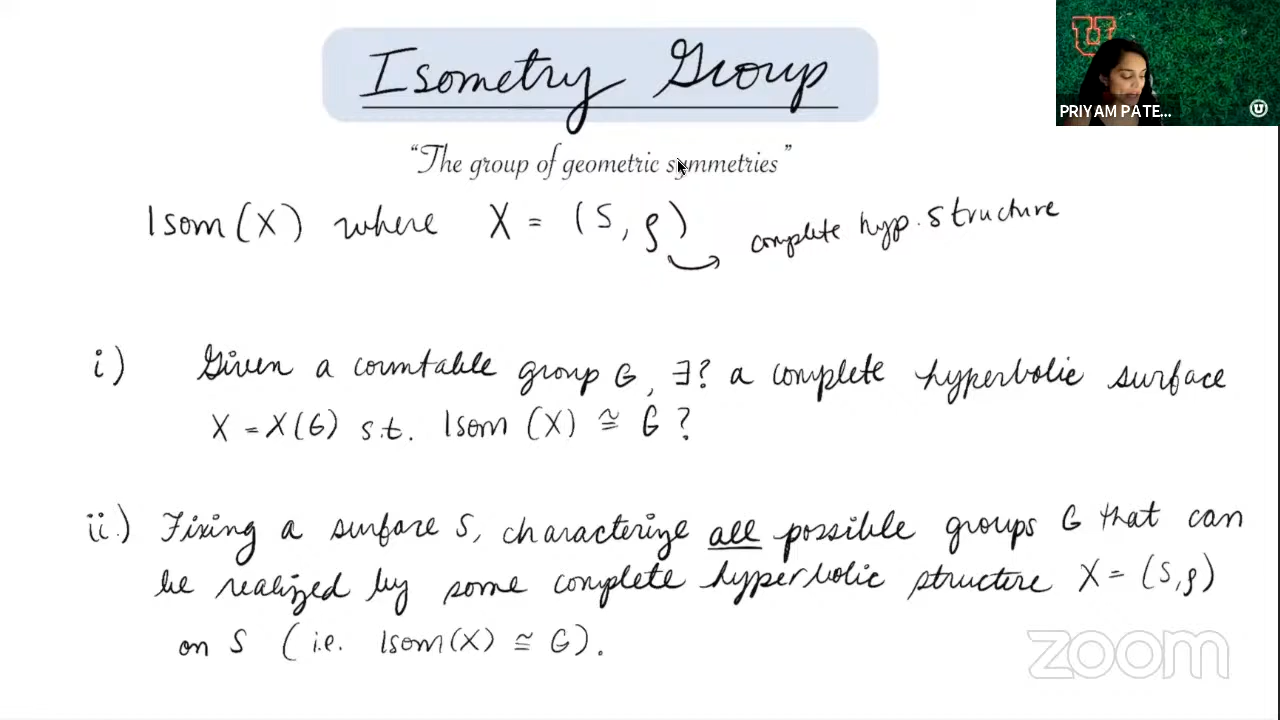 Isometry Group
PRIYAM PATE...
"The group of geometric symmetries"
Isom(X) where X = (S, ρ) complete hyp. structure
i) Given a countable group G, ∃? a complete hyperbolic surface
X = X(G) s.t. Isom (X) ≅ G ?
ii.) Fixing a surface S, characterize all possible groups G that can
be realized by some complete hyperbolic structure X = (S, ρ)
on S ( i.e. Isom(X) ≅ G).
zoom